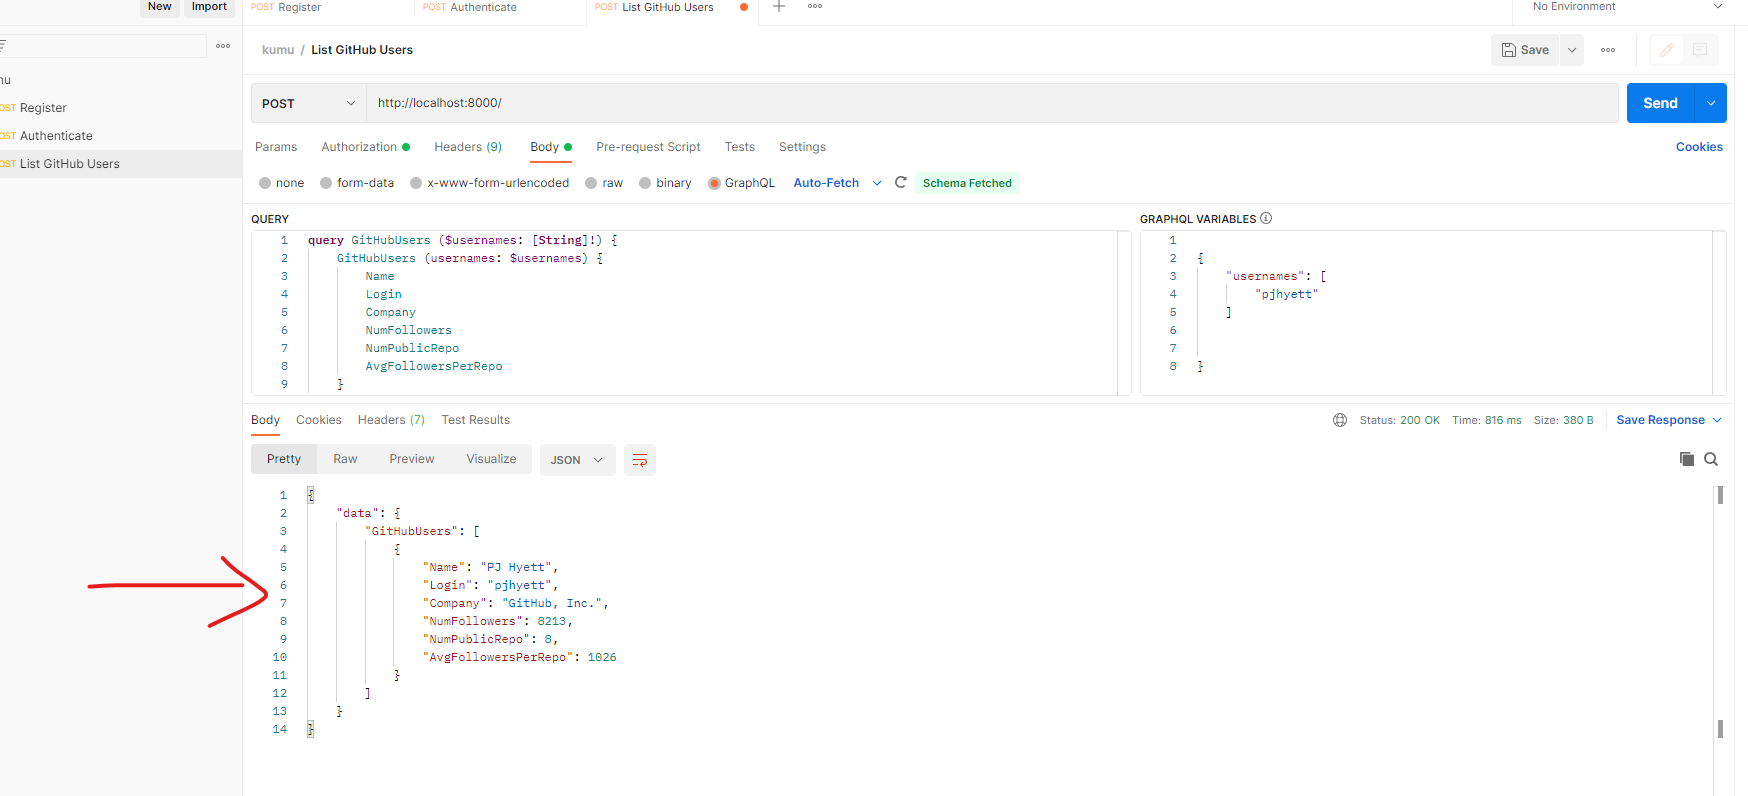 New Import
POST Register POST Authenticate POST List GitHub Users No Environment
kumu / List GitHub Users Save
POST http://localhost:8000/ Send
Register
Authenticate
List GitHub Users
Params Authorization Headers (9) Body Pre-request Script Tests Settings Cookies
none form-data x-www-form-urlencoded raw binary GraphQL Auto-Fetch Schema Fetched
QUERY
1 query GitHubUsers ($usernames: [String]!) {
2 GitHubUsers (usernames: $usernames) {
3 Name
4 Login
5 Company
6 NumFollowers
7 NumPublicRepo
8 AvgFollowersPerRepo
9 }
GRAPHQL VARIABLES
1
2 {
3 "usernames": [
4 "pjhyett"
5 ]
6
7
8 }
Body Cookies Headers (7) Test Results Status: 200 OK Time: 816 ms Size: 380 B Save Response
Pretty Raw Preview Visualize JSON
1 {
2 "data": {
3 "GitHubUsers": [
4 {
5 "Name": "PJ Hyett",
6 "Login": "pjhyett",
7 "Company": "GitHub, Inc.",
8 "NumFollowers": 8213,
9 "NumPublicRepo": 8,
10 "AvgFollowersPerRepo": 1026
11 }
12 ]
13 }
14 }